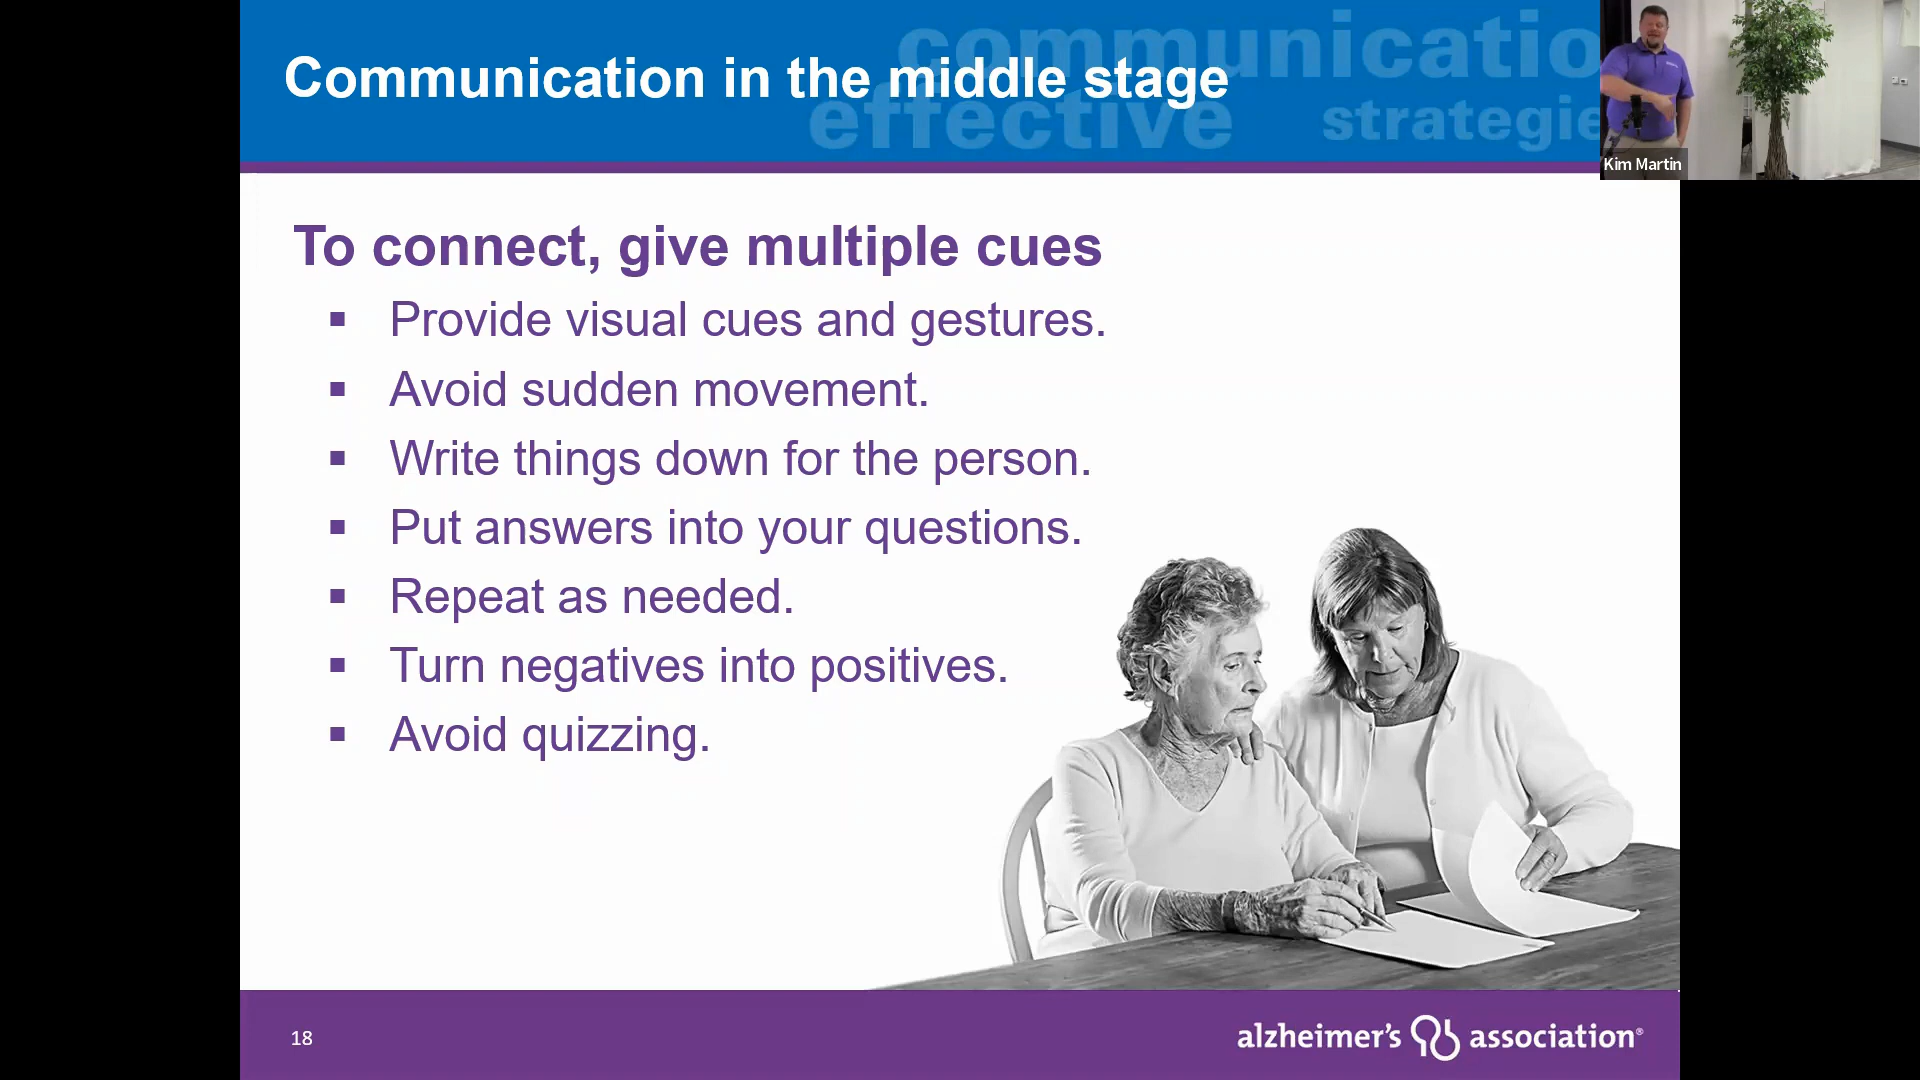 communicatio
Communication in the middle stage
effective strategie
Kim Martin
To connect, give multiple cues
▪ Provide visual cues and gestures.
▪ Avoid sudden movement.
▪ Write things down for the person.
▪ Put answers into your questions.
▪ Repeat as needed.
▪ Turn negatives into positives.
▪ Avoid quizzing.
18
alzheimer's association®